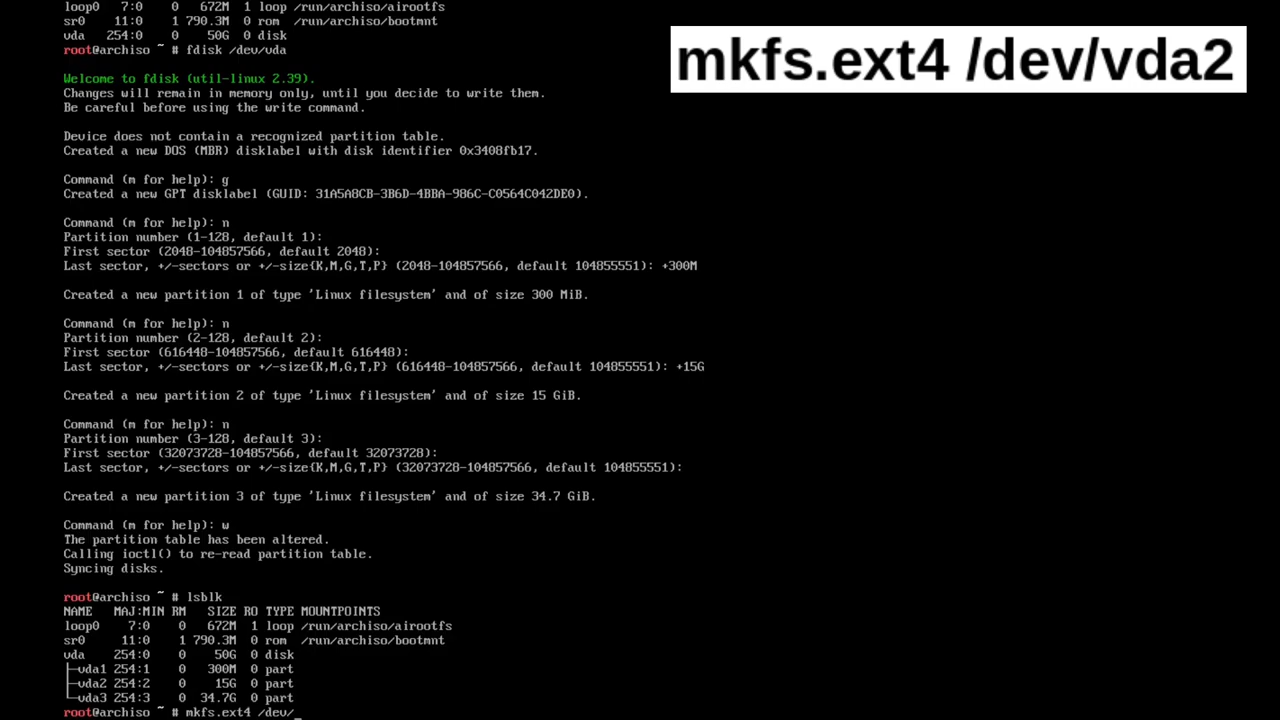 loop0    7:0    0   672M  1 loop /run/archiso/airootfs
sr0     11:0    1 790.3M  0 rom  /run/archiso/bootmnt
vda    254:0    0    50G  0 disk
root@archiso ~ # fdisk /dev/vda
mkfs.ext4 /dev/vda2
Welcome to fdisk (util-linux 2.39).
Changes will remain in memory only, until you decide to write them.
Be careful before using the write command.
Device does not contain a recognized partition table.
Created a new DOS (MBR) disklabel with disk identifier 0x3408fb17.
Command (m for help): g
Created a new GPT disklabel (GUID: 31A5A8CB-3B6D-4BBA-986C-C0564C042DE0).
Command (m for help): n
Partition number (1-128, default 1):
First sector (2048-104857566, default 2048):
Last sector, +/-sectors or +/-size{K,M,G,T,P} (2048-104857566, default 104855551): +300M
Created a new partition 1 of type 'Linux filesystem' and of size 300 MiB.
Command (m for help): n
Partition number (2-128, default 2):
First sector (616448-104857566, default 616448):
Last sector, +/-sectors or +/-size{K,M,G,T,P} (616448-104857566, default 104855551): +15G
Created a new partition 2 of type 'Linux filesystem' and of size 15 GiB.
Command (m for help): n
Partition number (3-128, default 3):
First sector (32073728-104857566, default 32073728):
Last sector, +/-sectors or +/-size{K,M,G,T,P} (32073728-104857566, default 104855551):
Created a new partition 3 of type 'Linux filesystem' and of size 34.7 GiB.
Command (m for help): w
The partition table has been altered.
Calling ioctl() to re-read partition table.
Syncing disks.
root@archiso ~ # lsblk
NAME   MAJ:MIN RM   SIZE RO TYPE MOUNTPOINTS
loop0    7:0    0   672M  1 loop /run/archiso/airootfs
sr0     11:0    1 790.3M  0 rom  /run/archiso/bootmnt
vda    254:0    0    50G  0 disk
├─vda1 254:1    0   300M  0 part
├─vda2 254:2    0    15G  0 part
└─vda3 254:3    0  34.7G  0 part
root@archiso ~ # mkfs.ext4 /dev/_